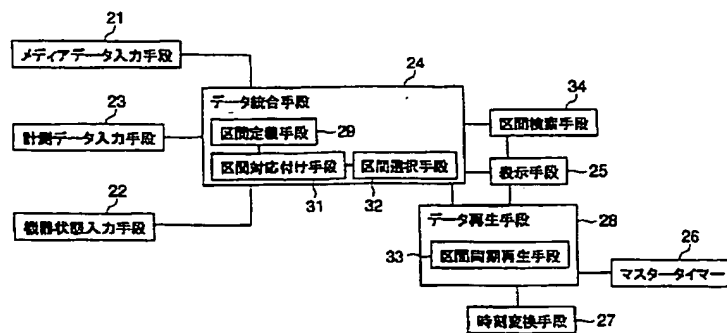 21
メディアデータ入力手段
23
計測データ入力手段
22
機器状態入力手段
24
データ統合手段
区間定義手段
29
区間対応付け手段
31
区間選択手段
32
34
区間検索手段
表示手段
25
データ再生手段
28
33
区間同期再生手段
26
マスタータイマー
時刻変換手段
27